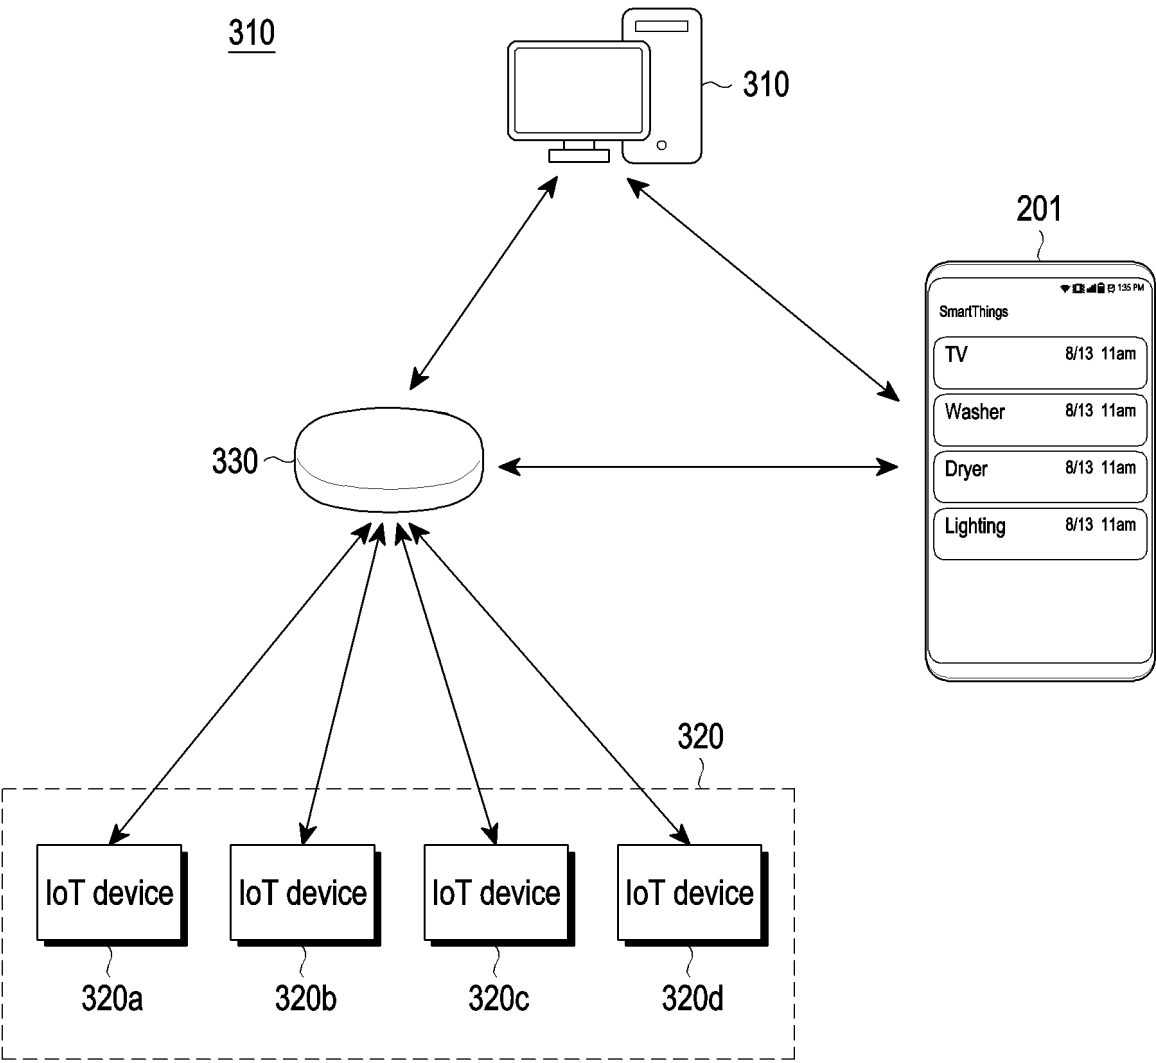 310
310
201
1:35 PM
SmartThings
TV 8/13 11am
Washer 8/13 11am
Dryer 8/13 11am
Lighting 8/13 11am
330
320
IoT device IoT device IoT device IoT device
320a 320b 320c 320d